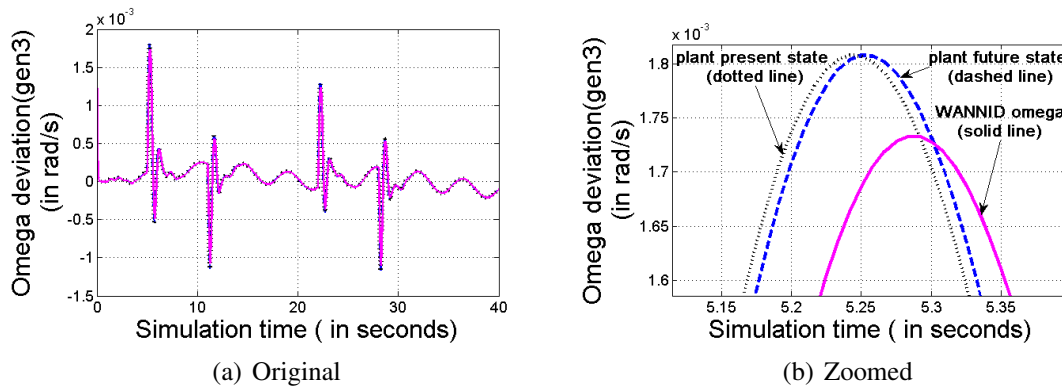 x 10⁻³
2
1.5
1
0.5
0
-0.5
-1
-1.5
0
10
20
30
40
Omega deviation(gen3)
(in rad/s)
Simulation time ( in seconds)
(a) Original
x 10⁻³
1.8
1.75
1.7
1.65
1.6
5.15
5.2
5.25
5.3
5.35
Omega deviation(gen3)
(in rad/s)
plant present state
(dotted line)
plant future state
(dashed line)
WANNID omega
(solid line)
Simulation time ( in seconds)
(b) Zoomed